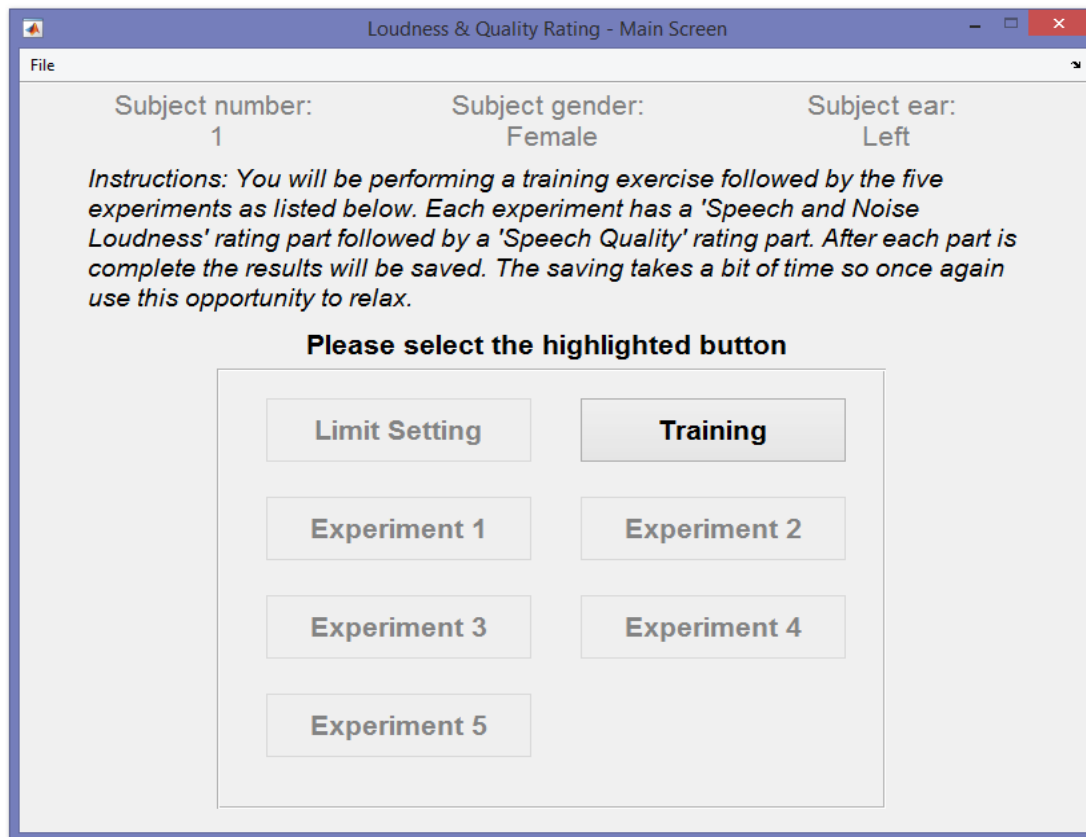 Loudness & Quality Rating - Main Screen
File
Subject number:
1
Subject gender:
Female
Subject ear:
Left
Instructions: You will be performing a training exercise followed by the five
experiments as listed below. Each experiment has a 'Speech and Noise
Loudness' rating part followed by a 'Speech Quality' rating part. After each part is
complete the results will be saved. The saving takes a bit of time so once again
use this opportunity to relax.
Please select the highlighted button
Limit Setting
Training
Experiment 1
Experiment 2
Experiment 3
Experiment 4
Experiment 5